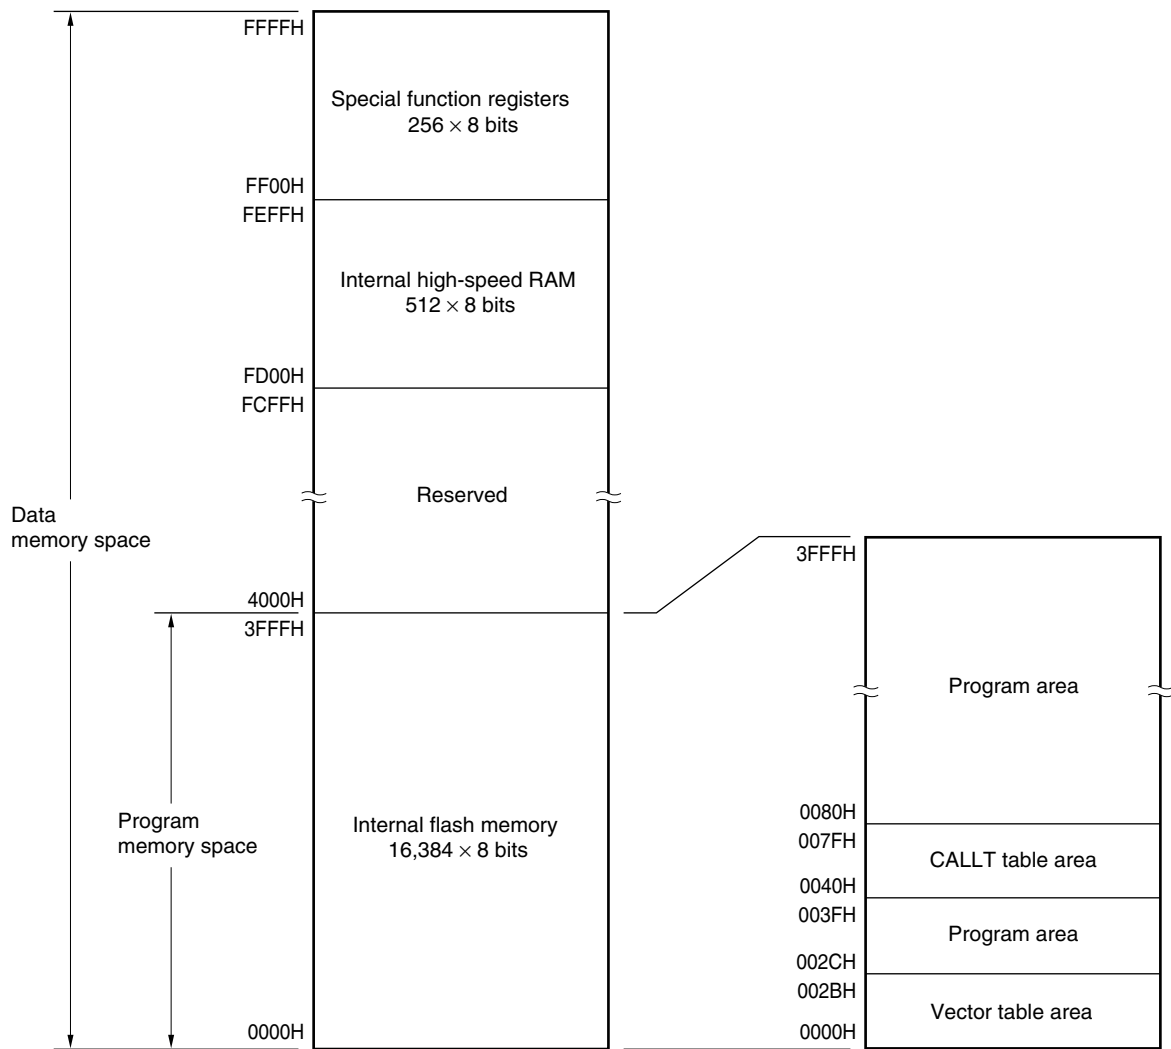 FFFFH
Special function registers
256 × 8 bits
FF00H
FEFFH
Internal high-speed RAM
512 × 8 bits
FD00H
FCFFH
Reserved
Data
memory space
4000H
3FFFH
Program
memory space
Internal flash memory
16,384 × 8 bits
0000H
3FFFH
Program area
0080H
007FH
CALLT table area
0040H
003FH
Program area
002CH
002BH
Vector table area
0000H